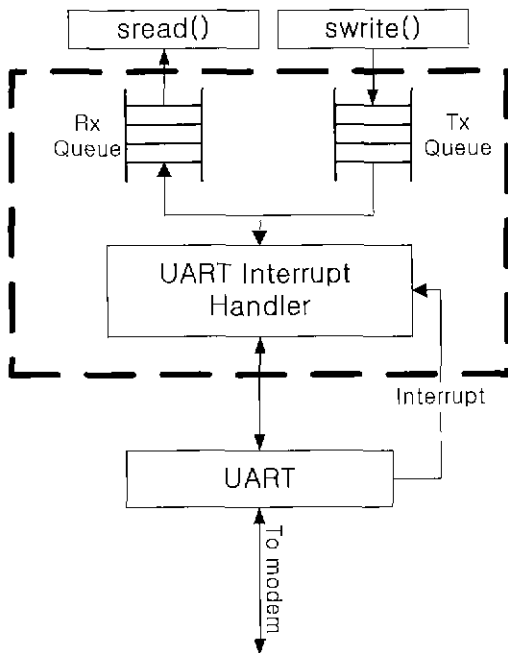 sread()
swrite()
Rx
Queue
Tx
Queue
UART Interrupt
Handler
Interrupt
UART
To modem